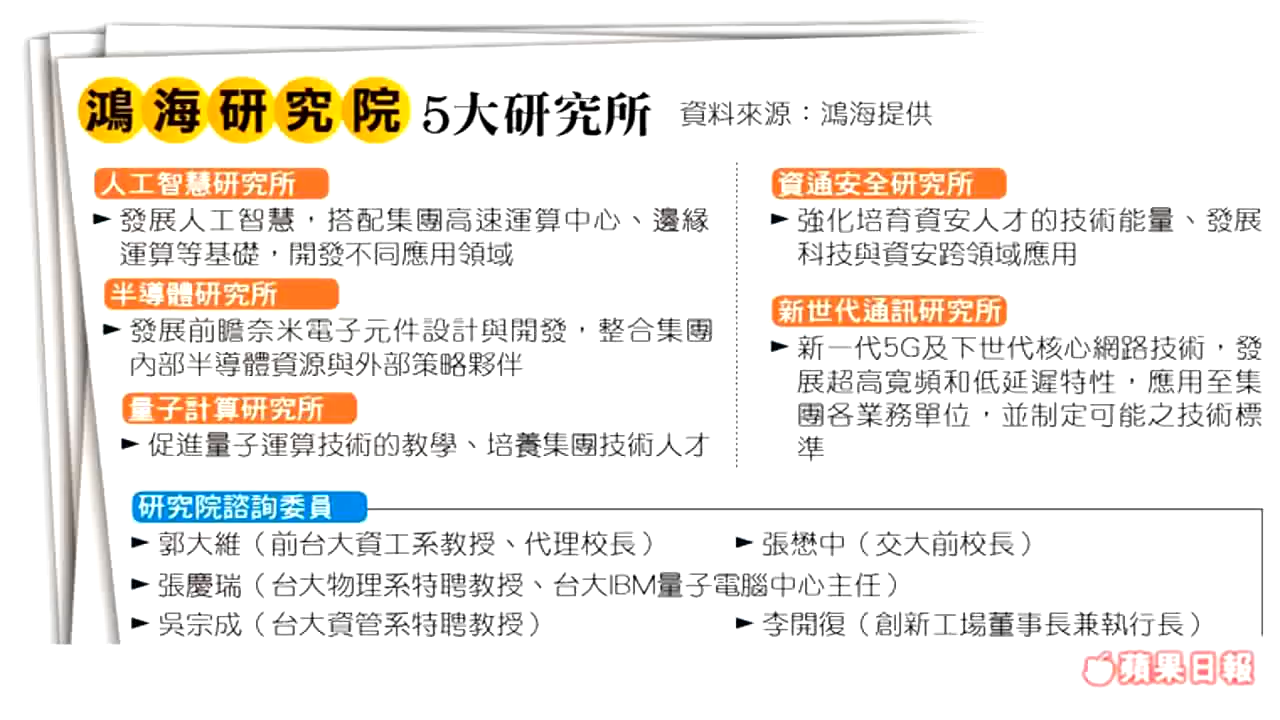 鴻海研究院 5大研究所 資料來源：鴻海提供
人工智慧研究所
►發展人工智慧，搭配集團高速運算中心、邊緣
運算等基礎，開發不同應用領域
半導體研究所
►發展前瞻奈米電子元件設計與開發，整合集團
內部半導體資源與外部策略夥伴
量子計算研究所
►促進量子運算技術的教學、培養集團技術人才
資通安全研究所
►強化培育資安人才的技術能量、發展
科技與資安跨領域應用
新世代通訊研究所
►新一代5G及下世代核心網路技術，發
展超高寬頻和低延遲特性，應用至集
團各業務單位，並制定可能之技術標
準
研究院諮詢委員
►郭大維（前台大資工系教授、代理校長）
►張懋中（交大前校長）
►張慶瑞（台大物理系特聘教授、台大IBM量子電腦中心主任）
►吳宗成（台大資管系特聘教授）
►李開復（創新工場董事長兼執行長）
蘋果日報